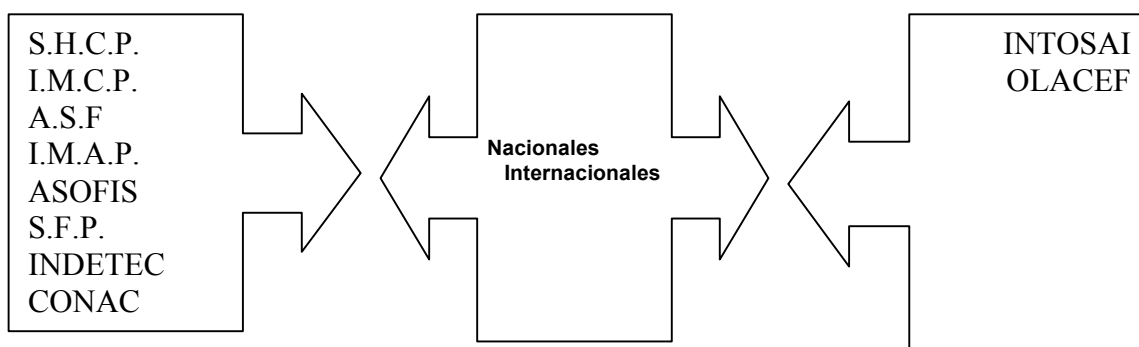 S.H.C.P.
I.M.C.P.
A.S.F
I.M.A.P.
ASOFIS
S.F.P.
INDETEC
CONAC
Nacionales
Internacionales
INTOSAI
OLACEF